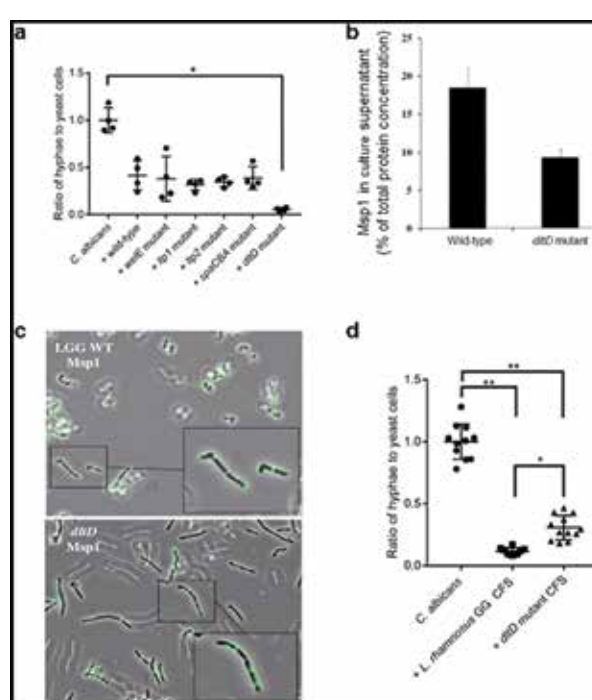 a
Ratio of hyphae to yeast cells
1.5
1.0
0.5
0.0
*
C. albicans
+ wild-type
+ welE mutant
+ ltp1 mutant
+ ltp2 mutant
+ spaCBA mutant
+ dltD mutant
b
Msp1 in culture supernatant
(% of total protein concentration)
25
20
15
10
5
0
Wild-type
dltD mutant
c
LGG WT
Msp1
dltD
Msp1
d
Ratio of hyphae to yeast cells
1.5
1.0
0.5
0.0
**
**
*
C. albicans
+ L. rhamnosus GG CFS
+ dltD mutant CFS